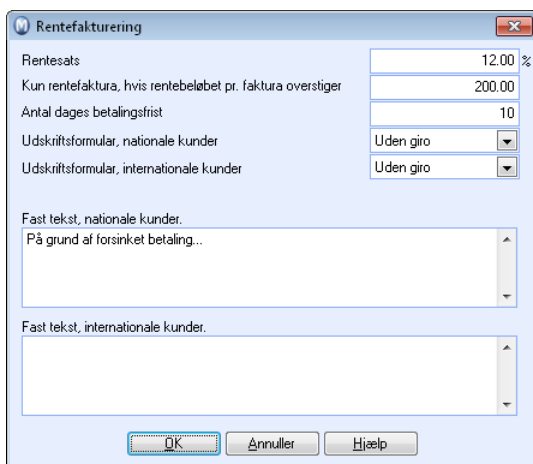 Rentefakturering
Rentesats 12.00 %
Kun rentefaktura, hvis rentebeløbet pr. faktura overstiger 200.00
Antal dages betalingsfrist 10
Udskriftsformular, nationale kunder Uden giro
Udskriftsformular, internationale kunder Uden giro
Fast tekst, nationale kunder.
På grund af forsinket betaling...
Fast tekst, internationale kunder.
OK Annuller Hjælp